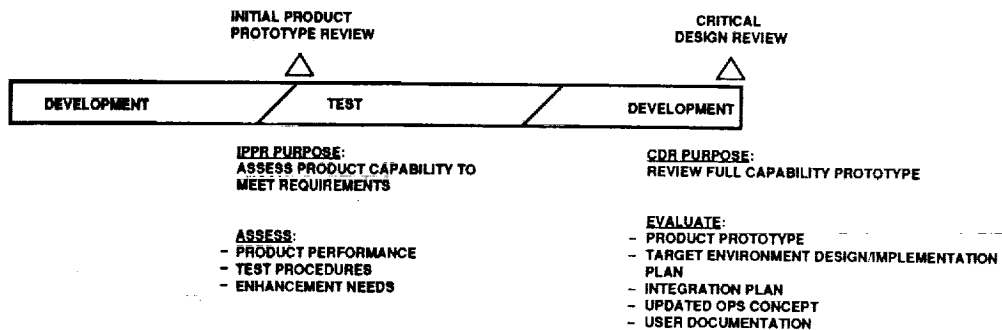 INITIAL PRODUCT
PROTOTYPE REVIEW
CRITICAL
DESIGN REVIEW
DEVELOPMENT
TEST
DEVELOPMENT
IPPR PURPOSE:
ASSESS PRODUCT CAPABILITY TO
MEET REQUIREMENTS
ASSESS:
– PRODUCT PERFORMANCE
– TEST PROCEDURES
– ENHANCEMENT NEEDS
CDR PURPOSE:
REVIEW FULL CAPABILITY PROTOTYPE
EVALUATE:
– PRODUCT PROTOTYPE
– TARGET ENVIRONMENT DESIGN/IMPLEMENTATION
PLAN
– INTEGRATION PLAN
– UPDATED OPS CONCEPT
– USER DOCUMENTATION